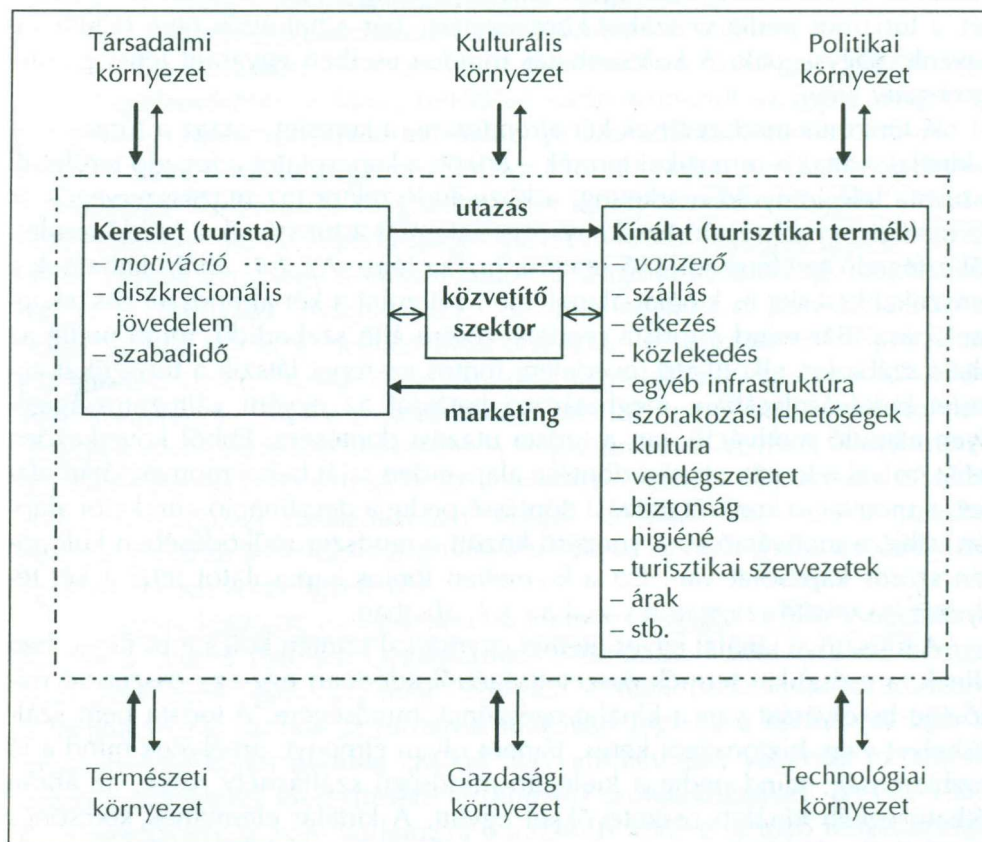 Társadalmi
környezet
Kulturális
környezet
Politikai
környezet
utazás
Kereslet (turista)
– motiváció
– diszkrecionális
jövedelem
– szabadidő
közvetítő
szektor
marketing
Kínálat (turisztikai termék)
– vonzerő
– szállás
– étkezés
– közlekedés
– egyéb infrastruktúra
– szórakozási lehetőségek
– kultúra
– vendégszeretet
– biztonság
– higiéné
– turisztikai szervezetek
– árak
– stb.
Természeti
környezet
Gazdasági
környezet
Technológiai
környezet